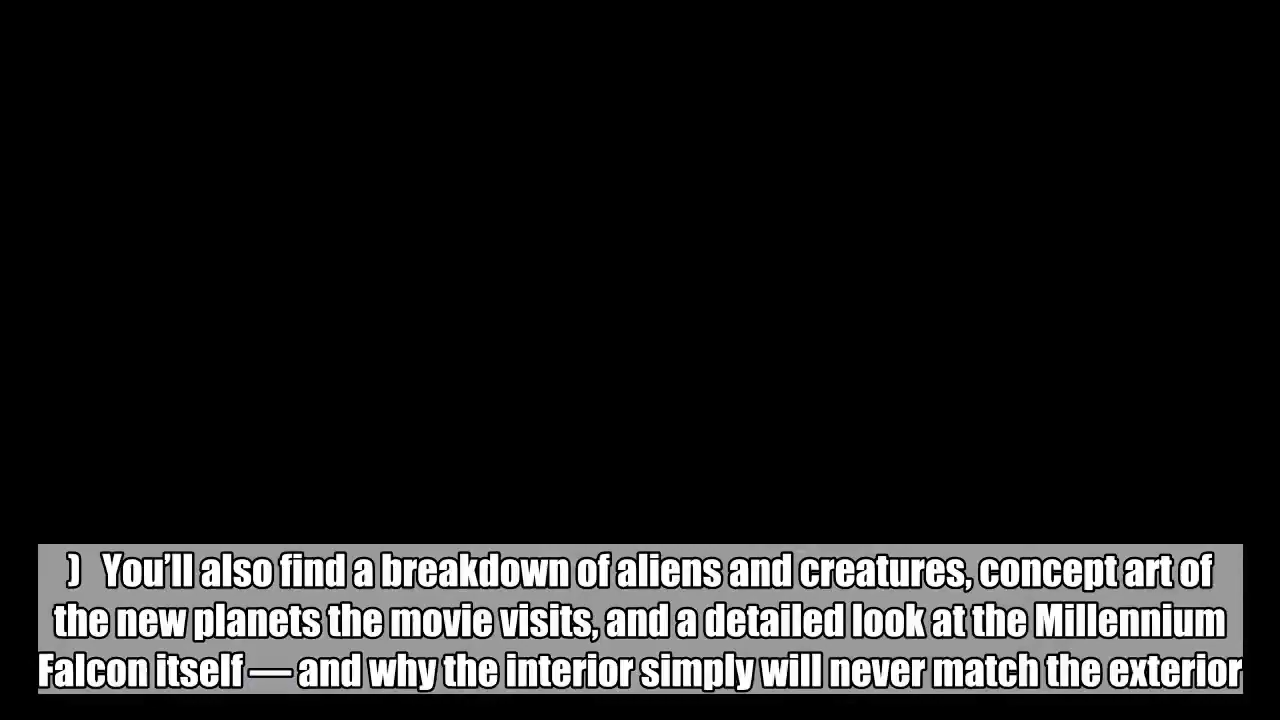 ) You’ll also find a breakdown of aliens and creatures, concept art of
the new planets the movie visits, and a detailed look at the Millennium
Falcon itself — and why the interior simply will never match the exterior